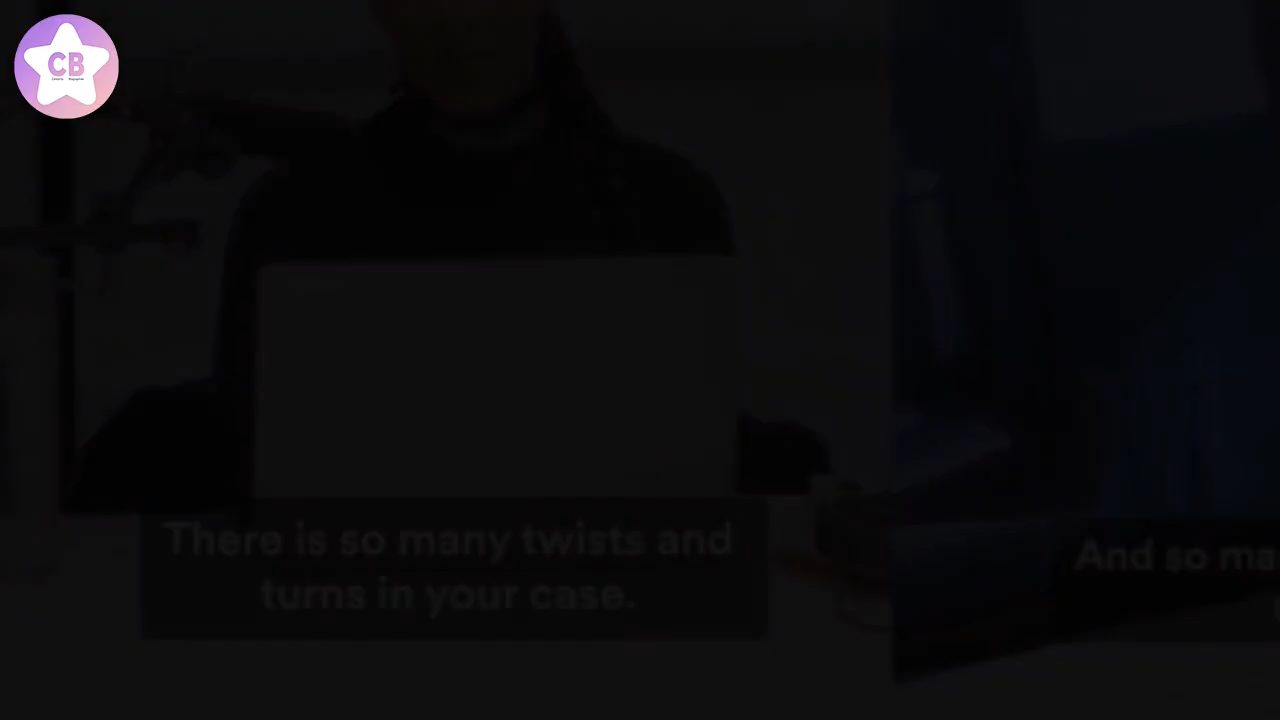 CB
There is so many twists and
turns in your case.
And so ma